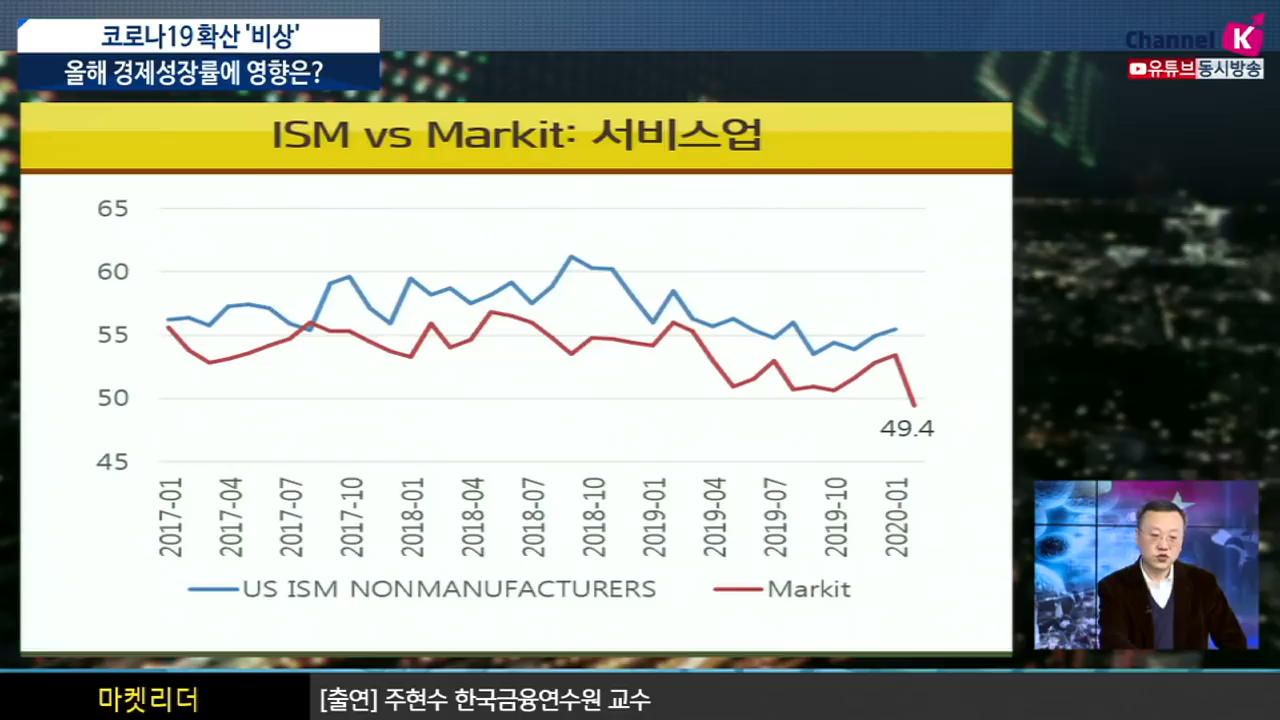 코로나19 확산 '비상'
올해 경제성장률에 영향은?
Channel K
유튜브 동시방송
ISM vs Markit: 서비스업
65
60
55
50
45
49.4
2017-01
2017-04
2017-07
2017-10
2018-01
2018-04
2018-07
2018-10
2019-01
2019-04
2019-07
2019-10
2020-01
US ISM NONMANUFACTURERS
Markit
마켓리더
[출연] 주현수 한국금융연수원 교수